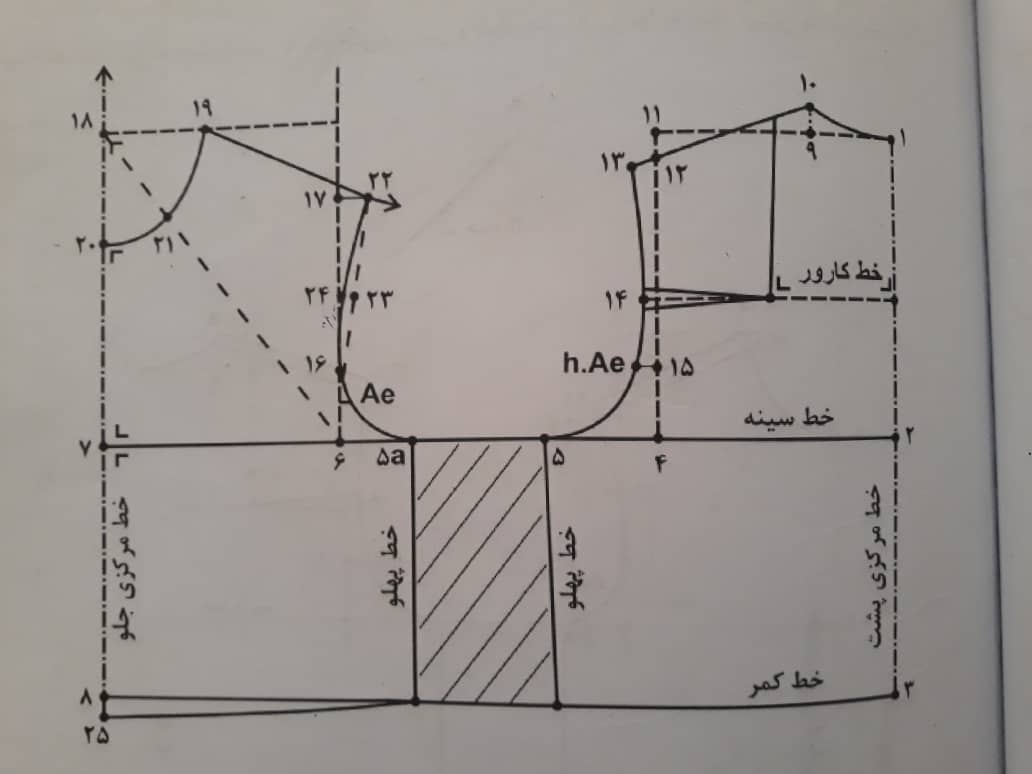 ۱۰
۱۹
۱۱
۱۸
۱
۹
۱۳
۱۲
۲۲
۱۷
۲۰
۲۱
خط کارور
۲۴
۲۳
۱۴
۱۶
h.Ae
۱۵
Ae
خط سینه
۷
۶
۵a
۵
۴
۲
خط مرکزی جلو
خط پهلو
خط پهلو
خط مرکزی پشت
خط کمر
۸
۳
۲۵